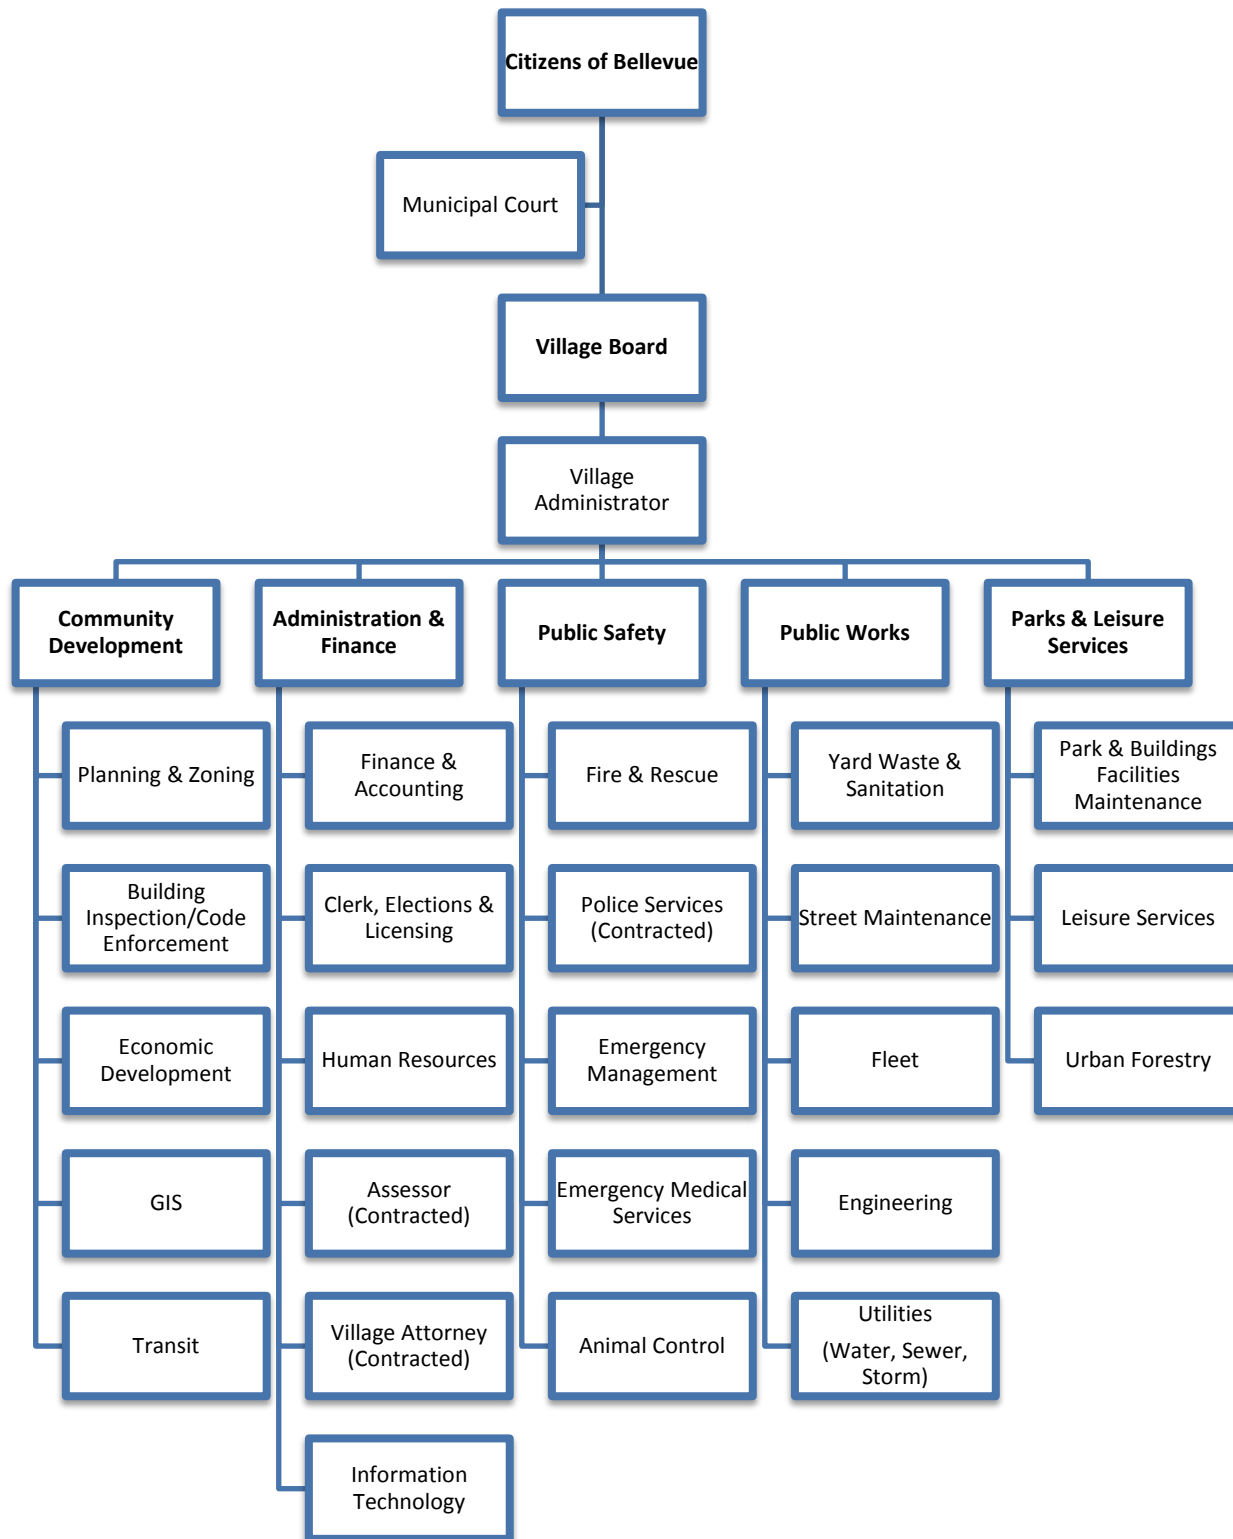 Citizens of Bellevue
Municipal Court
Village Board
Village
Administrator
Community
Development
Administration &
Finance
Public Safety
Public Works
Parks & Leisure
Services
Planning & Zoning
Building
Inspection/Code
Enforcement
Economic
Development
GIS
Transit
Finance &
Accounting
Clerk, Elections &
Licensing
Human Resources
Assessor
(Contracted)
Village Attorney
(Contracted)
Information
Technology
Fire & Rescue
Police Services
(Contracted)
Emergency
Management
Emergency Medical
Services
Animal Control
Yard Waste &
Sanitation
Street Maintenance
Fleet
Engineering
Utilities
(Water, Sewer,
Storm)
Park & Buildings
Facilities
Maintenance
Leisure Services
Urban Forestry